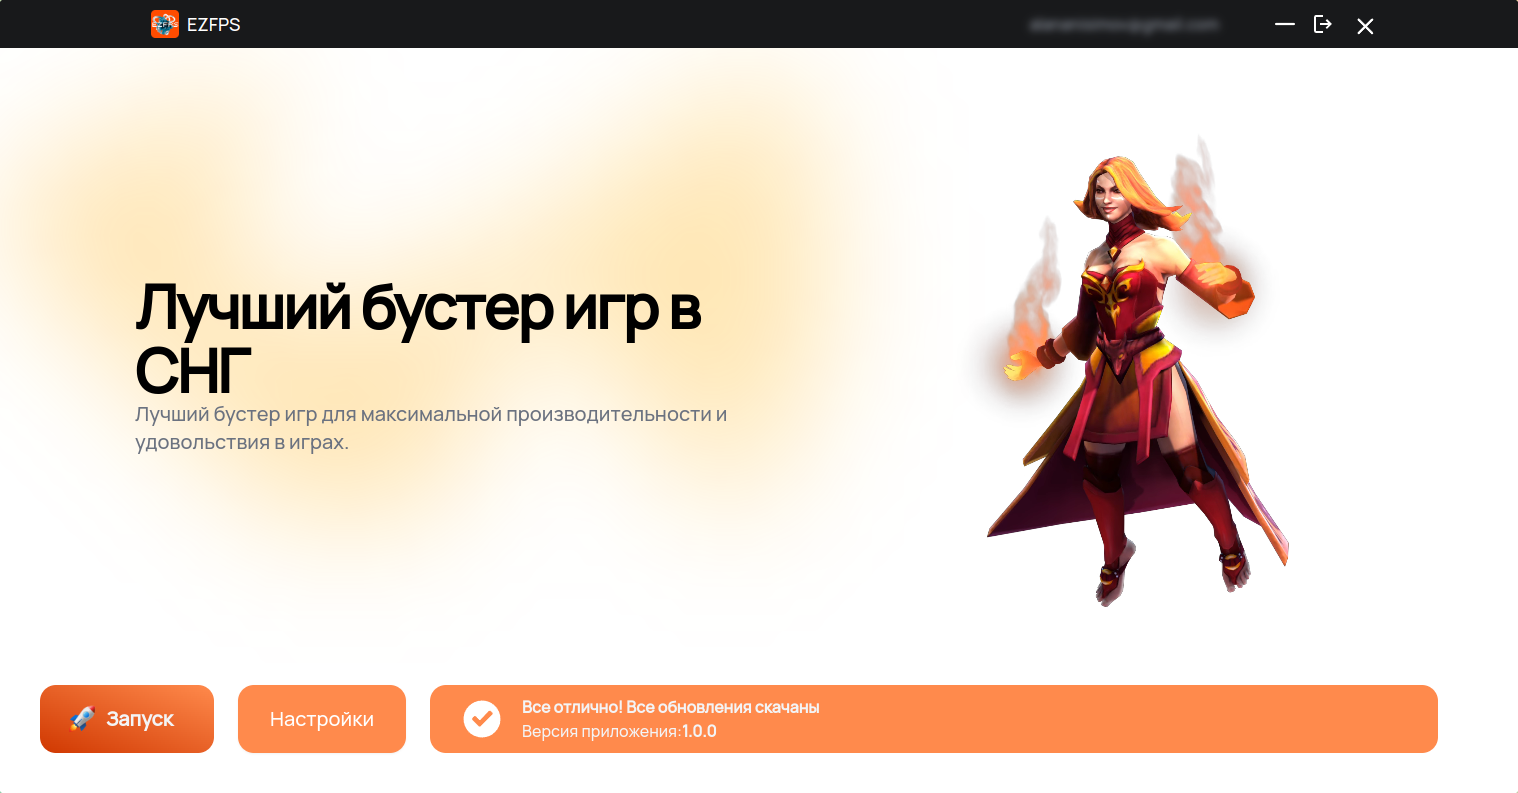 EZFPS
Лучший бустер игр в
СНГ
Лучший бустер игр для максимальной производительности и
удовольствия в играх.
🚀 Запуск
Настройки
Все отлично! Все обновления скачаны
Версия приложения:1.0.0